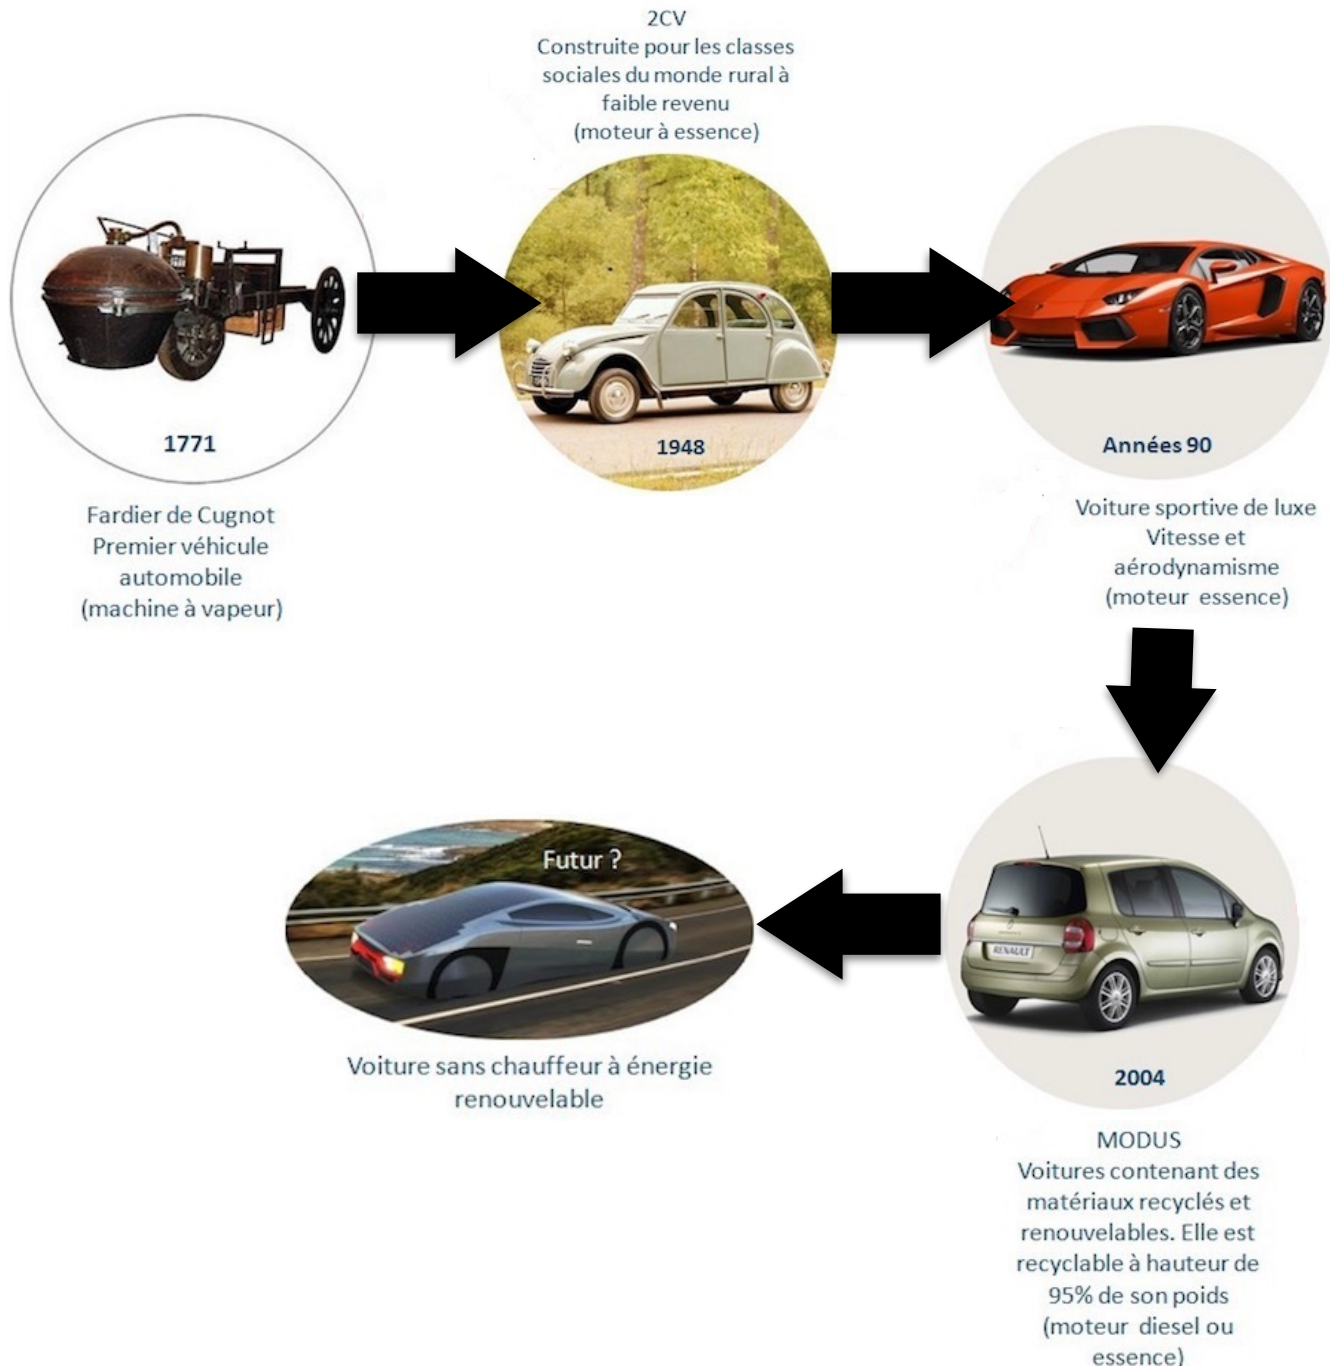 1771
Fardier de Cugnot
Premier véhicule
automobile
(machine à vapeur)
2CV
Construite pour les classes
sociales du monde rural à
faible revenu
(moteur à essence)
1948
Années 90
Voiture sportive de luxe
Vitesse et
aérodynamisme
(moteur essence)
RENAULT
2004
MODUS
Voitures contenant des
matériaux recyclés et
renouvelables. Elle est
recyclable à hauteur de
95% de son poids
(moteur diesel ou
essence)
Futur ?
Voiture sans chauffeur à énergie
renouvelable